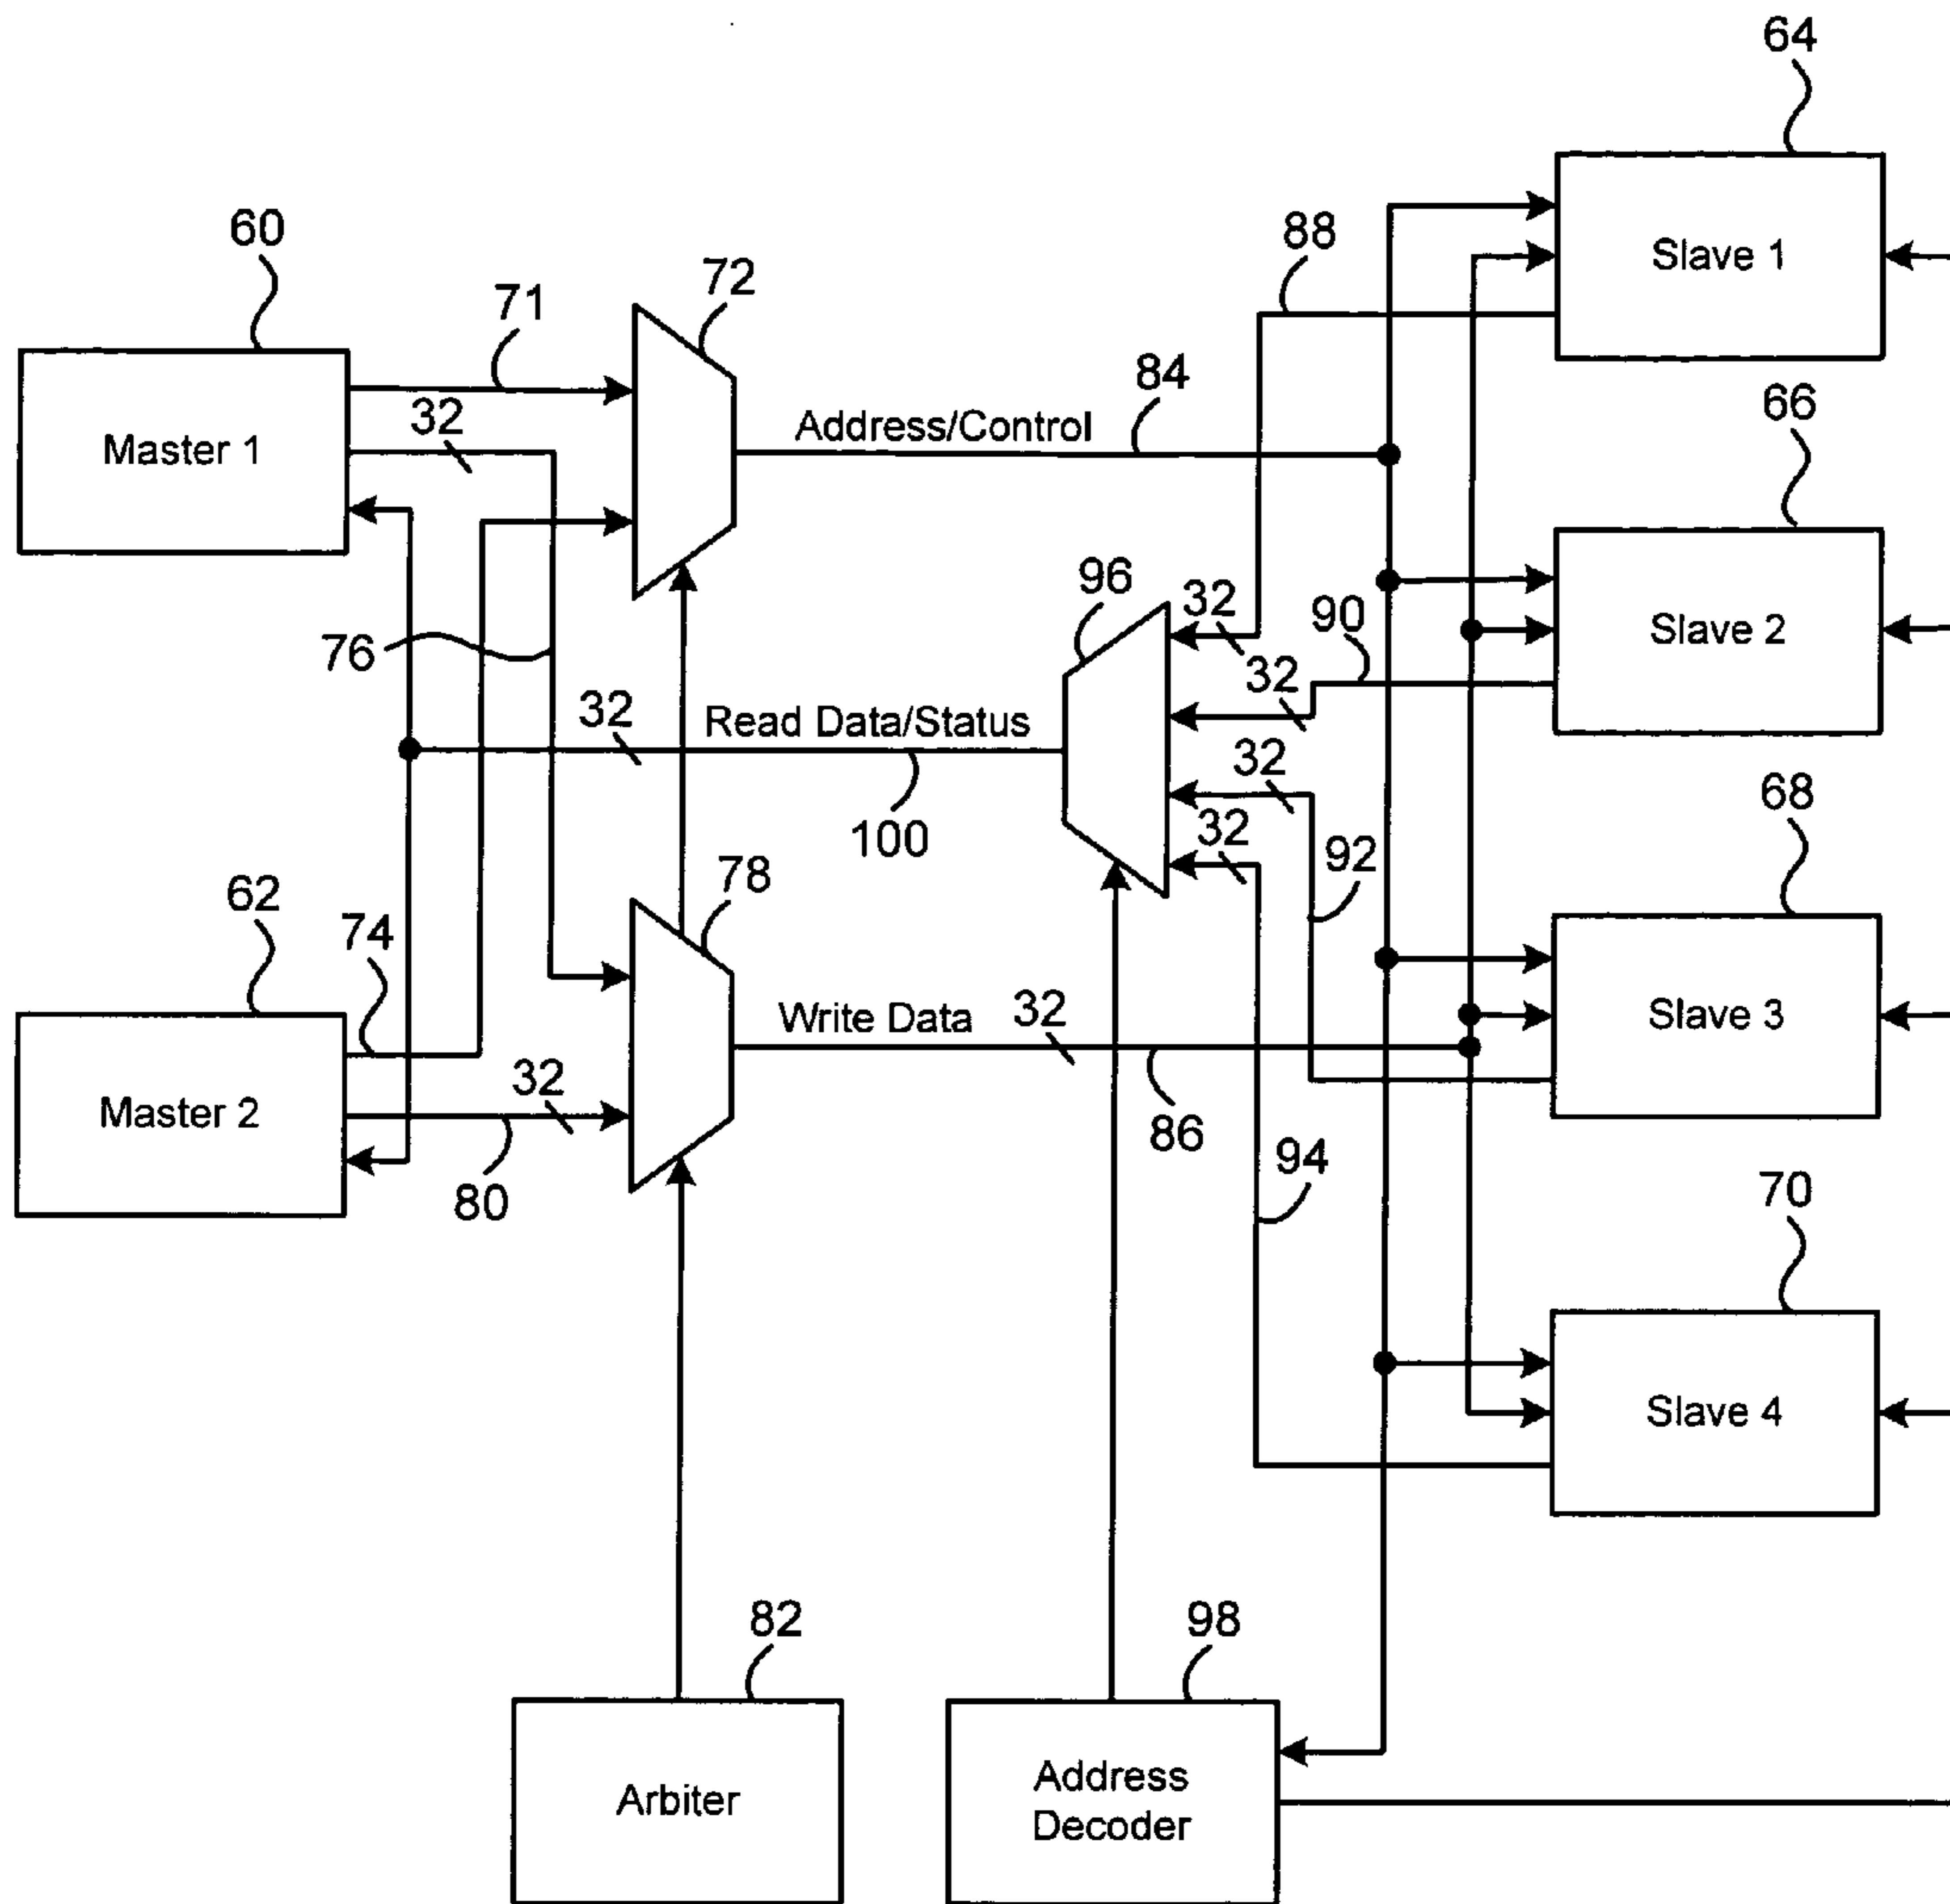 64
60
88
71
72
Slave 1
84
66
32
Address/Control
Master 1
96
32
90
Slave 2
76
32
32
Read Data/Status
32
68
100
32
92
62
78
74
Write Data
32
Slave 3
32
Master 2
86
94
80
70
Slave 4
82
98
Arbiter
Address
Decoder